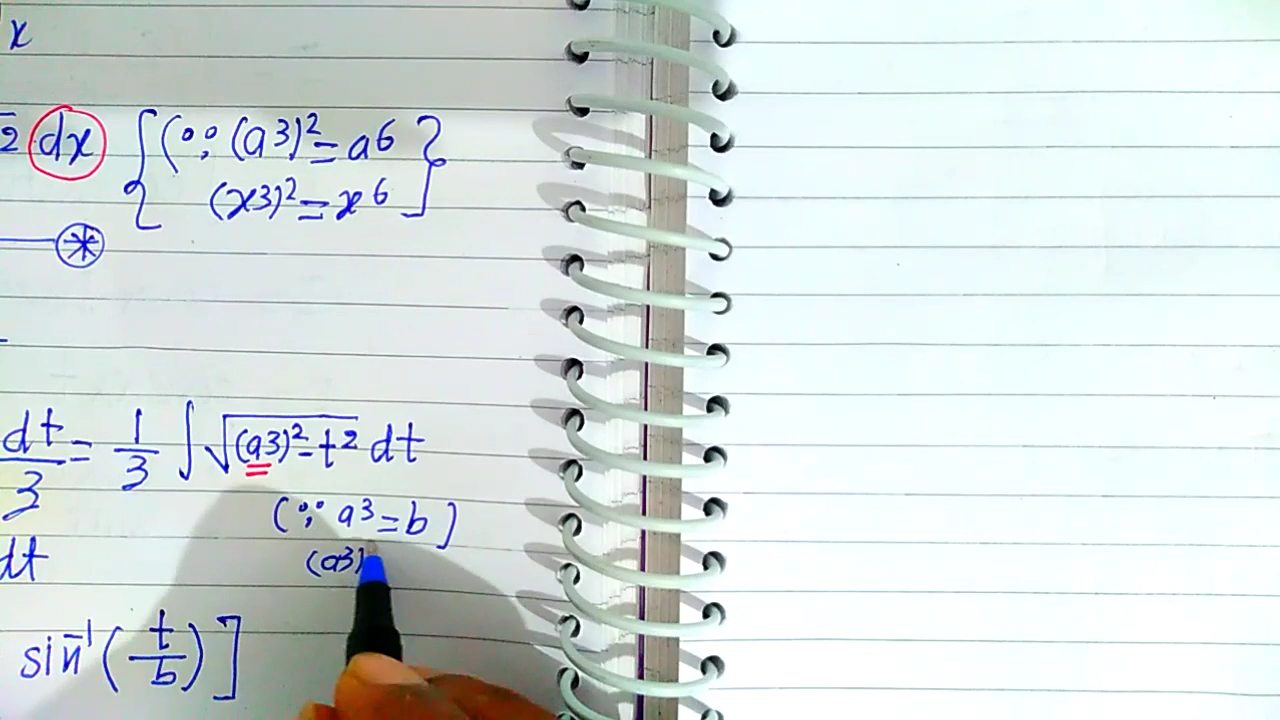 x
2 dx {(∵ (a3)² = a6}
(x3)² = x6]
⊛
dt/3 = 1/3 ∫ √((a3)² - t²) dt
(∵ a3 = b]
dt (a3)
sin⁻¹(t/b)]